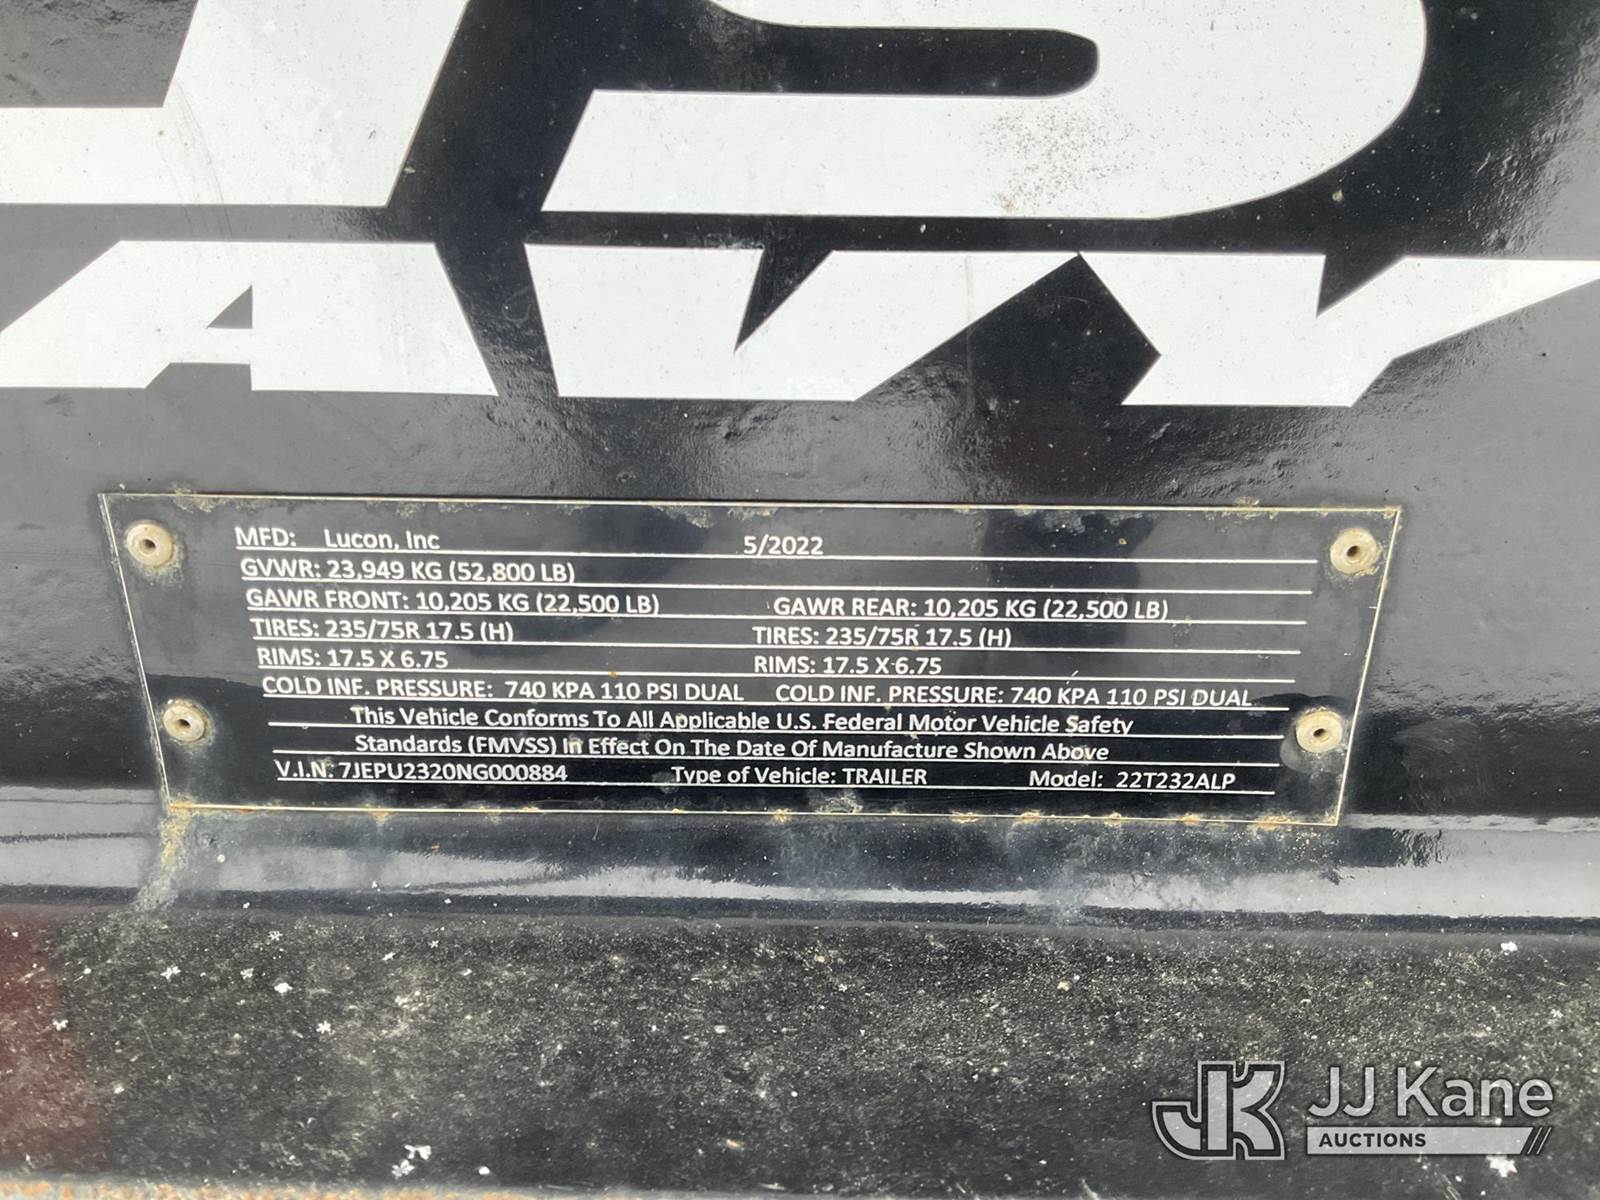 AVY
MFD: Lucon, Inc 5/2022
GVWR: 23,949 KG (52,800 LB)
GAWR FRONT: 10,205 KG (22,500 LB) GAWR REAR: 10,205 KG (22,500 LB)
TIRES: 235/75R 17.5 (H) TIRES: 235/75R 17.5 (H)
RIMS: 17.5 X 6.75 RIMS: 17.5 X 6.75
COLD INF. PRESSURE: 740 KPA 110 PSI DUAL COLD INF. PRESSURE: 740 KPA 110 PSI DUAL
This Vehicle Conforms To All Applicable U.S. Federal Motor Vehicle Safety
Standards (FMVSS) In Effect On The Date Of Manufacture Shown Above
V.I.N. 7JEPU2320NG000884 Type of Vehicle: TRAILER Model: 22T232ALP
JK JJ Kane
AUCTIONS